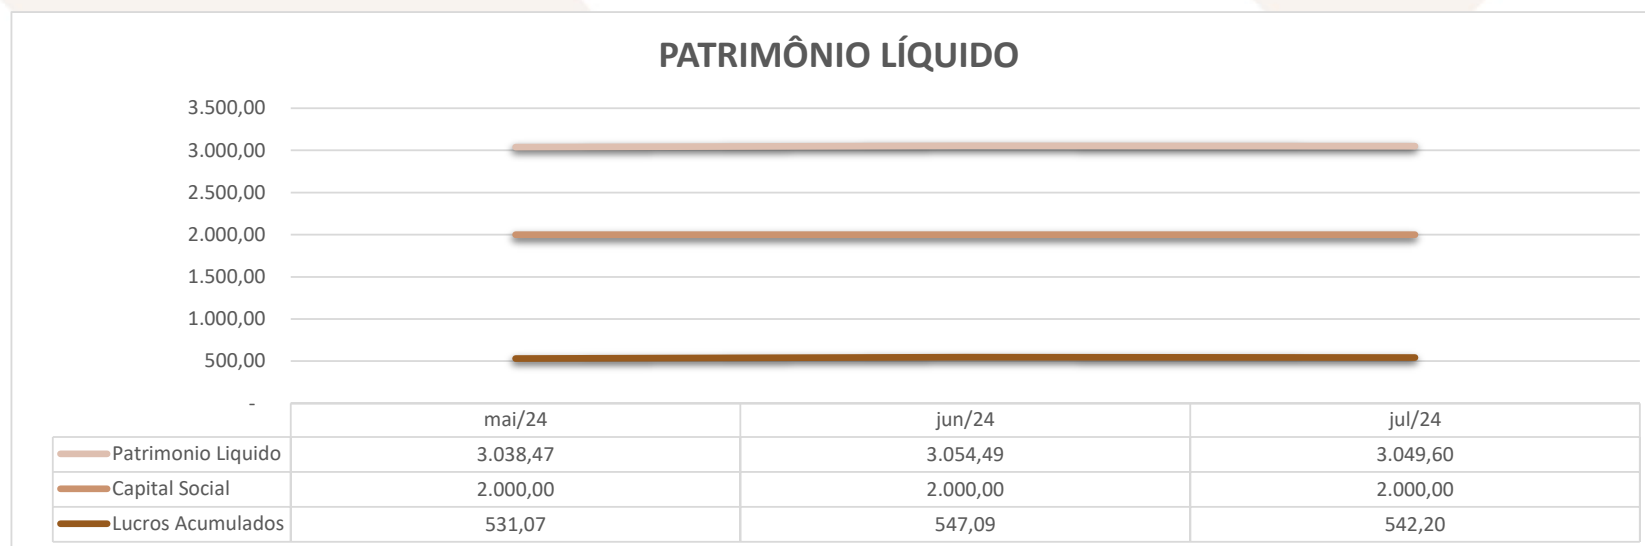 PATRIMÔNIO LÍQUIDO
3.500,00
3.000,00
2.500,00
2.000,00
1.500,00
1.000,00
500,00
-
mai/24 jun/24 jul/24
Patrimonio Liquido 3.038,47 3.054,49 3.049,60
Capital Social 2.000,00 2.000,00 2.000,00
Lucros Acumulados 531,07 547,09 542,20